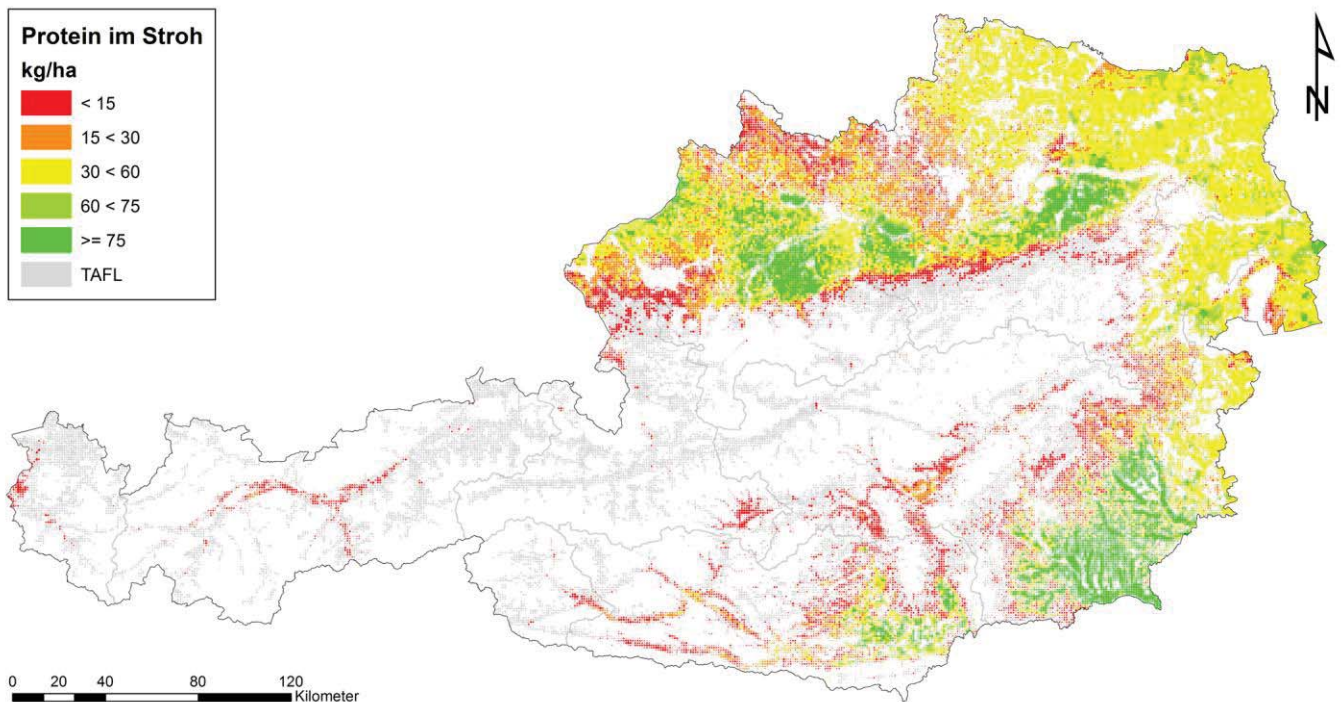 Protein im Stroh
kg/ha
< 15
15 < 30
30 < 60
60 < 75
>= 75
TAFL
N
0 20 40 80 120
Kilometer